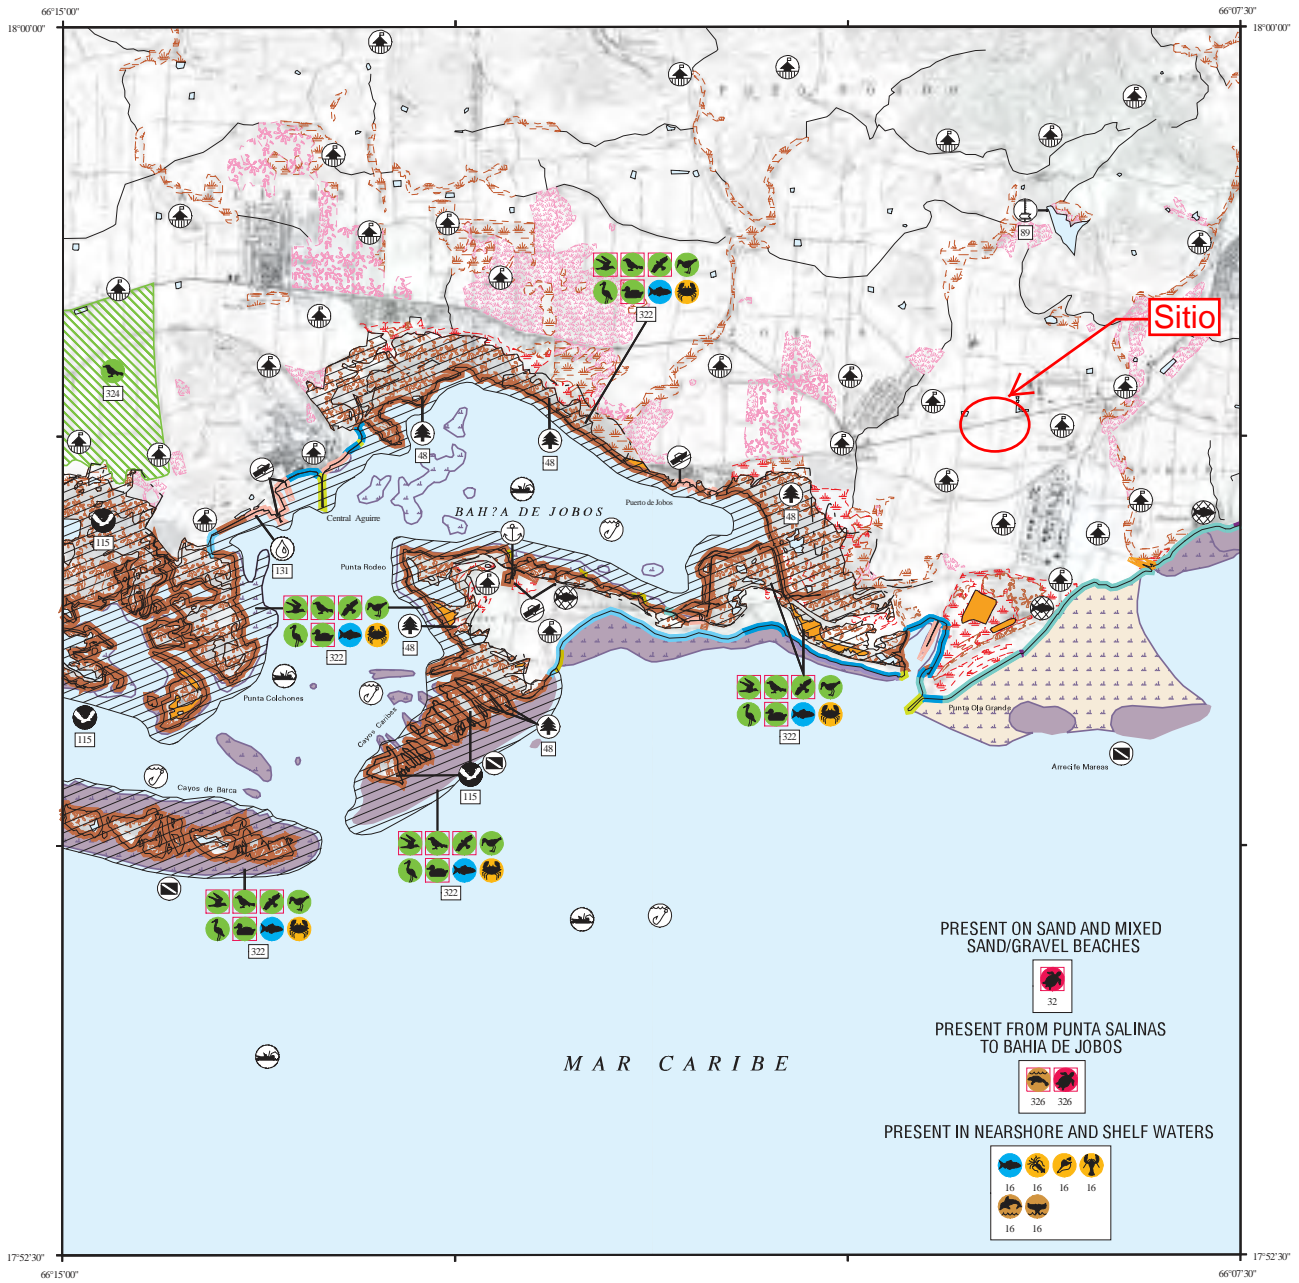 66°15'00"
66°07'30"
18°00'00"
18°00'00"
89
Sitio
322
324
48
48
48
Puerto de Jobos
BAH?A DE JOBOS
Central Aguirre
115
131
Punta Rodeo
322
48
Punta Colchones
115
Cayos Caribes
48
322
Punta Ola Grande
Arrecife Mareas
Cayos de Barca
115
322
322
PRESENT ON SAND AND MIXED
SAND/GRAVEL BEACHES
32
PRESENT FROM PUNTA SALINAS
TO BAHIA DE JOBOS
326 326
MAR CARIBE
PRESENT IN NEARSHORE AND SHELF WATERS
16 16 16 16
16 16
17°52'30"
17°52'30"
66°15'00"
66°07'30"